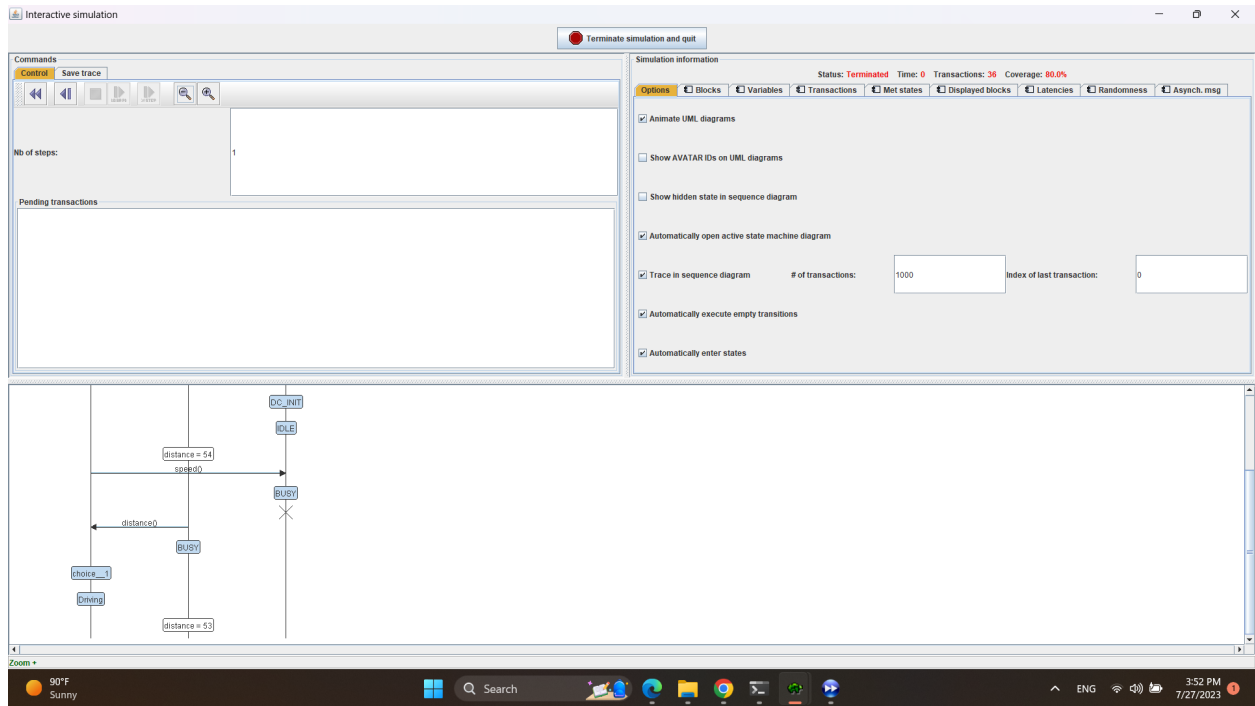 Interactive simulation
Terminate simulation and quit
Commands
Control Save trace
Nb of steps: 1
Pending transactions
Simulation information
Status: Terminated Time: 0 Transactions: 36 Coverage: 80.0%
Options Blocks Variables Transactions Met states Displayed blocks Latencies Randomness Asynch. msg
Animate UML diagrams
Show AVATAR IDs on UML diagrams
Show hidden state in sequence diagram
Automatically open active state machine diagram
Trace in sequence diagram # of transactions: 1000 Index of last transaction: 0
Automatically execute empty transitions
Automatically enter states
DC_INIT
IDLE
distance = 54
speed()
BUSY
distance()
BUSY
choice__1
Driving
distance = 53
Zoom +
90°F
Sunny
Search
ENG
3:52 PM
7/27/2023
1